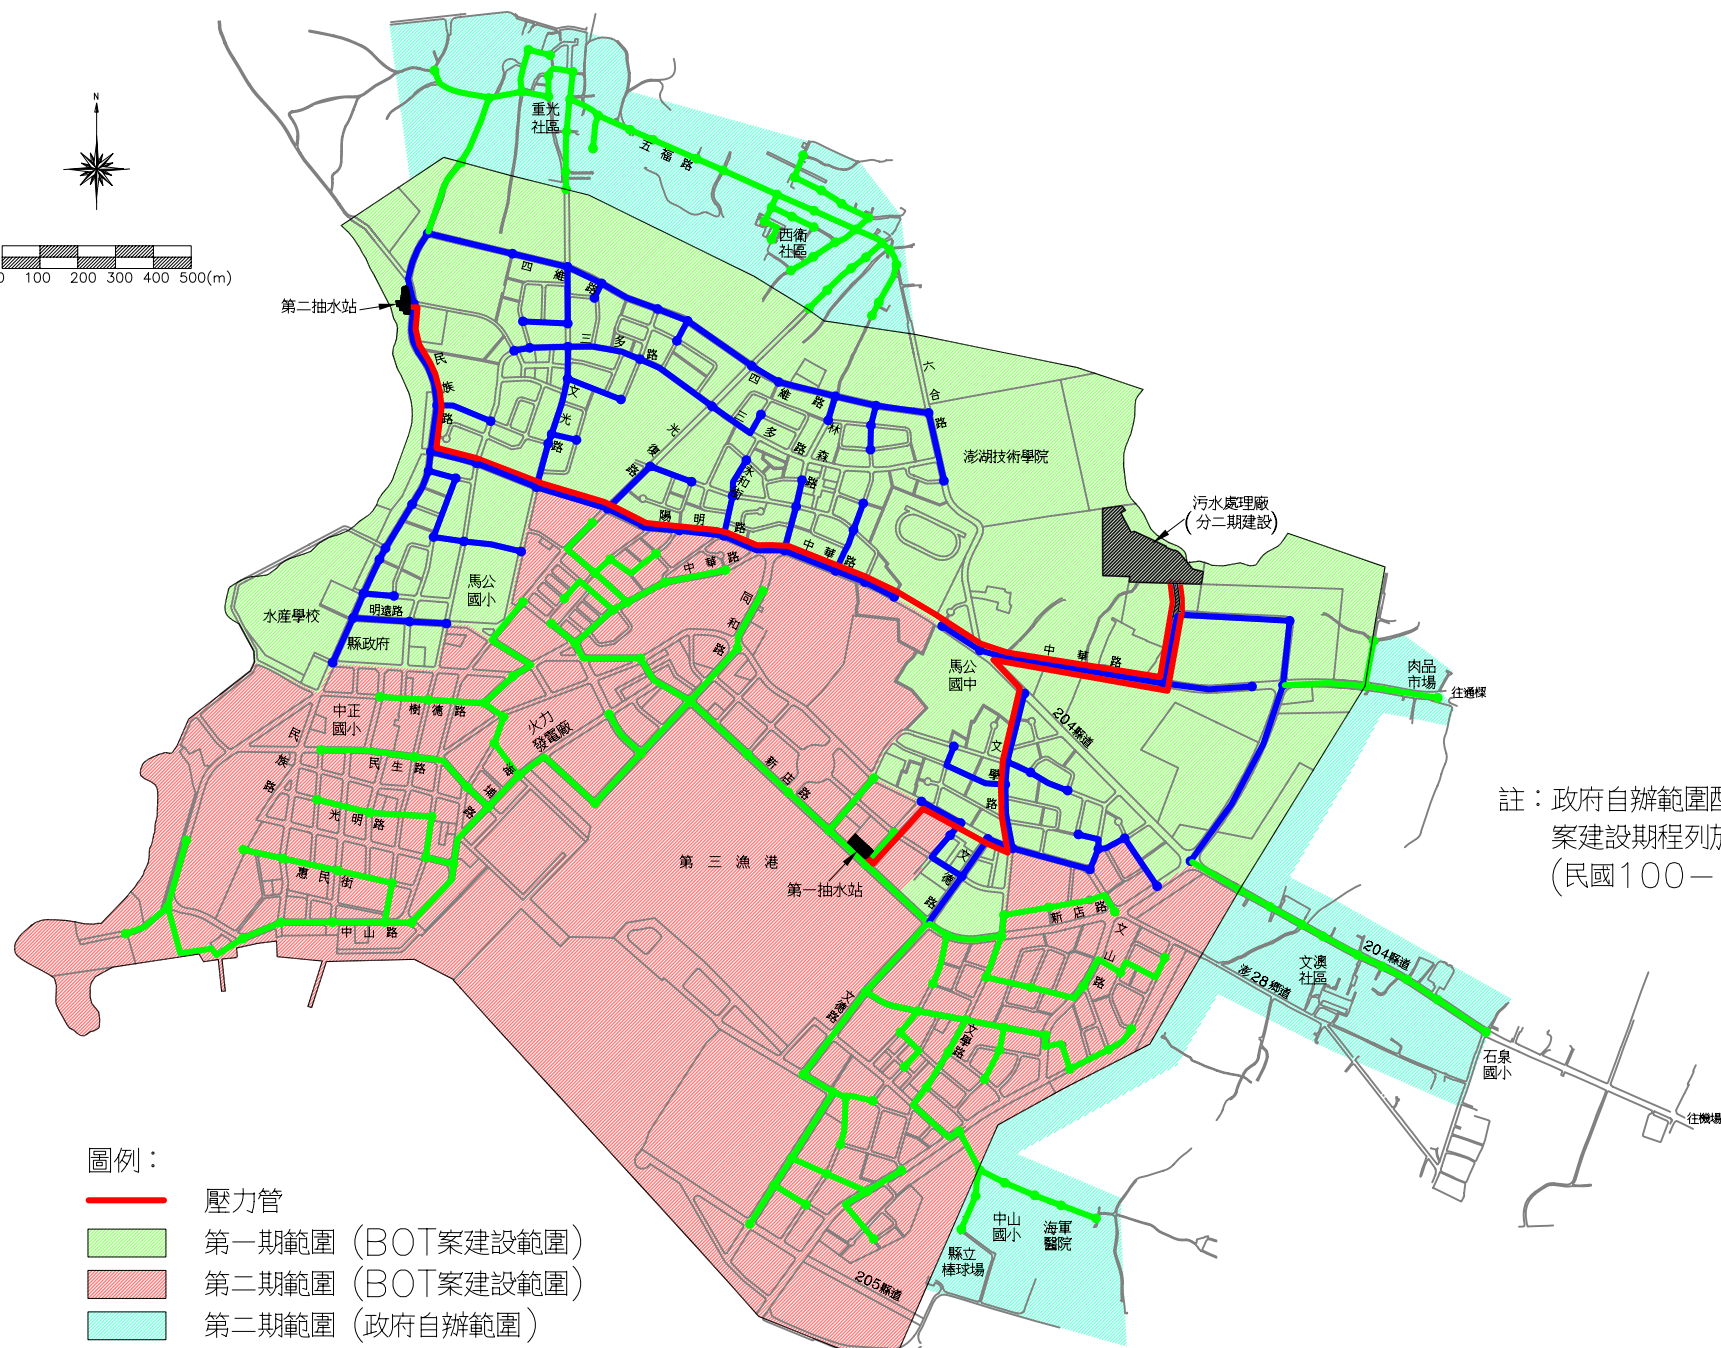 N
0 100 200 300 400 500(m)
重光
社區
五福路
西衛
社區
第二抽水站
四維路
三多路
民族路
文光路
四維路
三多路
林森路
六合路
光復路
永和街
澎湖技術學院
污水處理廠
(分二期建設)
陽明路
中華路
中華路
馬公
國小
水產學校
明遠路
縣政府
同和路
馬公
國中
中華路
肉品
市場
往通樑
中正
國小
樹德路
火力
發電廠
204縣道
民族路
民生路
海埔路
新店路
文學路
光明路
註：政府自辦範圍
案建設期程列
(民國100－
惠民街
第三漁港
第一抽水站
文德路
中山路
新店路
文山路
204縣道
文澳
社區
澎28鄉道
文德路
文學路
石泉
國小
往機場
圖例：
壓力管
第一期範圍（BOT案建設範圍）
第二期範圍（BOT案建設範圍）
第二期範圍（政府自辦範圍）
中山
國小
海軍
醫院
縣立
棒球場
205縣道